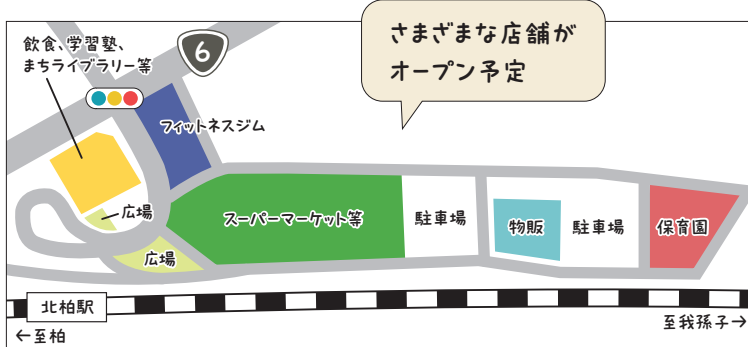 さまざまな店舗が
オープン予定
飲食、学習塾、
まちライブラリー等
6
フィットネスジム
広場
広場
スーパーマーケット等
駐車場
物販
駐車場
保育園
北柏駅
←至柏
至我孫子→